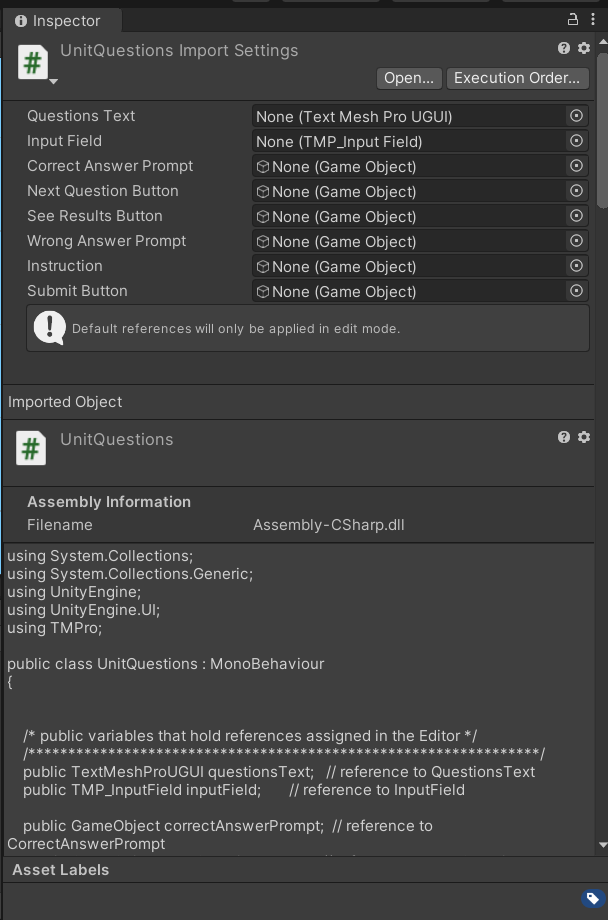 Inspector
UnitQuestions Import Settings
Open...
Execution Order...
Questions Text None (Text Mesh Pro UGUI)
Input Field None (TMP_Input Field)
Correct Answer Prompt None (Game Object)
Next Question Button None (Game Object)
See Results Button None (Game Object)
Wrong Answer Prompt None (Game Object)
Instruction None (Game Object)
Submit Button None (Game Object)
Default references will only be applied in edit mode.
Imported Object
UnitQuestions
Assembly Information
Filename Assembly-CSharp.dll
using System.Collections;
using System.Collections.Generic;
using UnityEngine;
using UnityEngine.UI;
using TMPro;
public class UnitQuestions : MonoBehaviour
{
/* public variables that hold references assigned in the Editor */
/****************************************************************/
public TextMeshProUGUI questionsText; // reference to QuestionsText
public TMP_InputField inputField; // reference to InputField
public GameObject correctAnswerPrompt; // reference to
CorrectAnswerPrompt
Asset Labels